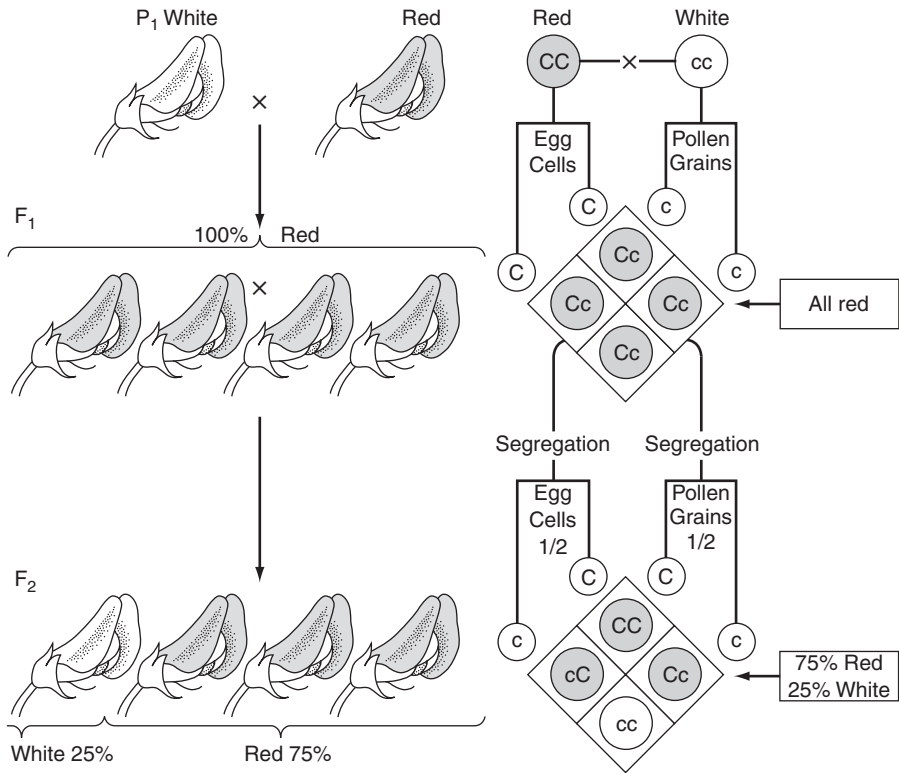 P1 White
Red
×
F1
100% Red
×
F2
White 25%
Red 75%
Red
White
CC
×
cc
Egg
Cells
Pollen
Grains
C
c
C
c
Cc
Cc
Cc
Cc
All red
Segregation
Segregation
Egg
Cells
1/2
Pollen
Grains
1/2
C
C
c
c
CC
cC
Cc
cc
75% Red
25% White